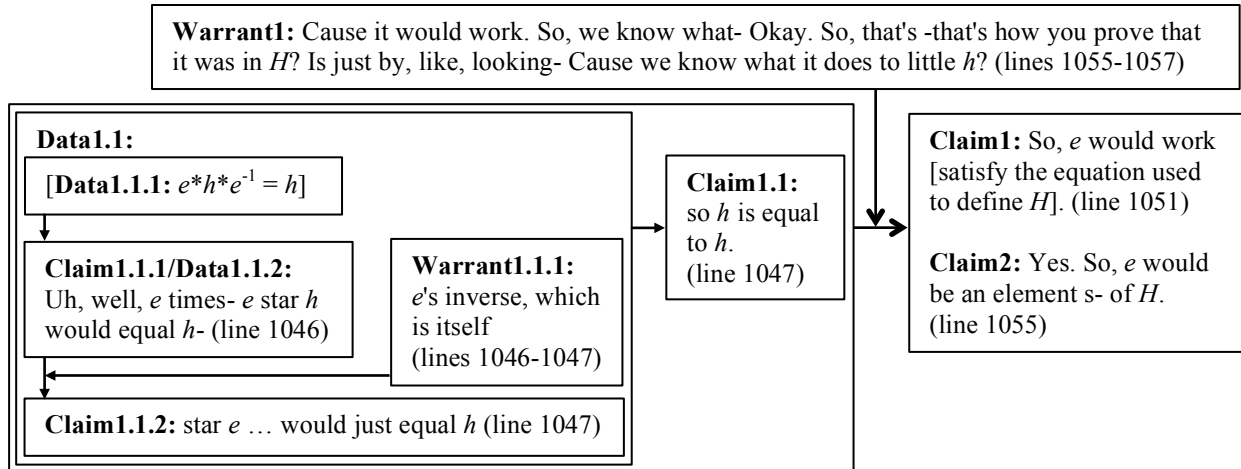 Warrant1: Cause it would work. So, we know what- Okay. So, that's -that's how you prove that
it was in H? Is just by, like, looking- Cause we know what it does to little h? (lines 1055-1057)
Data1.1:
[Data1.1.1: e*h*e⁻¹ = h]
Claim1.1.1/Data1.1.2:
Uh, well, e times- e star h
would equal h- (line 1046)
Warrant1.1.1:
e's inverse, which
is itself
(lines 1046-1047)
Claim1.1.2: star e … would just equal h (line 1047)
Claim1.1:
so h is equal
to h.
(line 1047)
Claim1: So, e would work
[satisfy the equation used
to define H]. (line 1051)
Claim2: Yes. So, e would
be an element s- of H.
(line 1055)